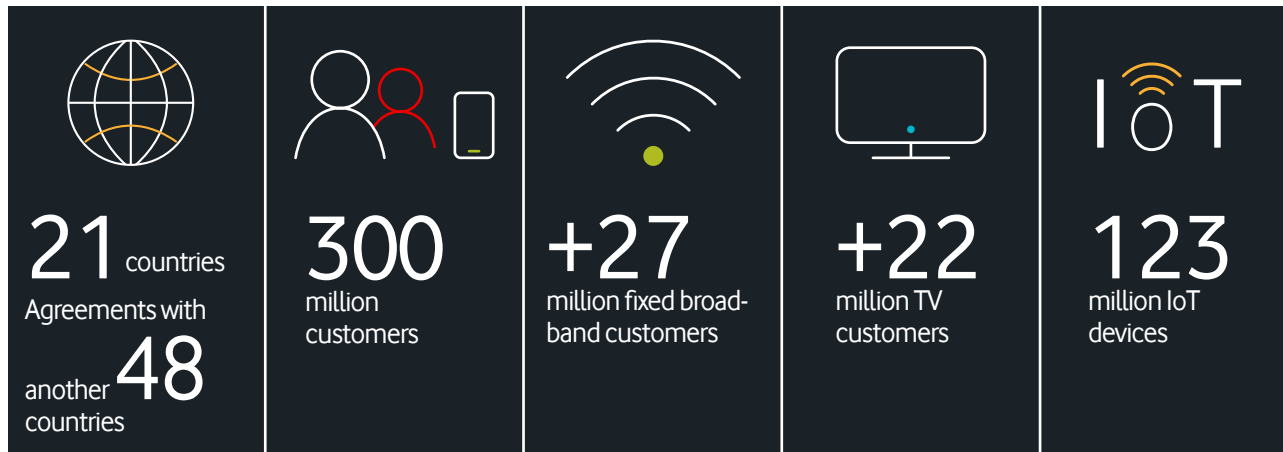 21 countries
Agreements with
another 48
countries
300
million
customers
+27
million fixed broad-
band customers
+22
million TV
customers
IoT
123
million IoT
devices